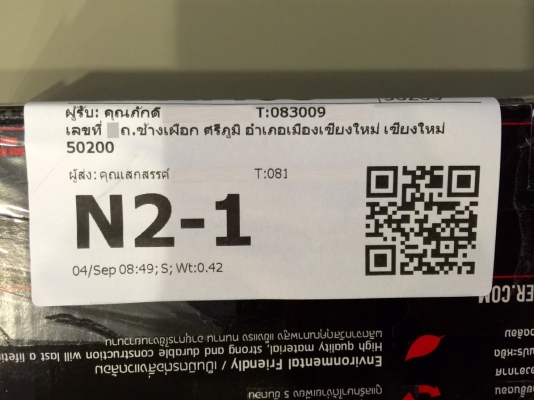 ผู้รับ: คุณภักดี T:083009
เลขที่ ถ.ช้างเผือก ศรีภูมิ อำเภอเมืองเชียงใหม่ เชียงใหม่
50200
ผู้ส่ง: คุณเสกสรรค์ T:081
N2-1
04/Sep 08:49; S; Wt:0.42
ER.COM
Environmental Friendly / เป็นมิตรต่อสิ่งแวดล้อม
High quality material, strong and durable construction will last a lifeti